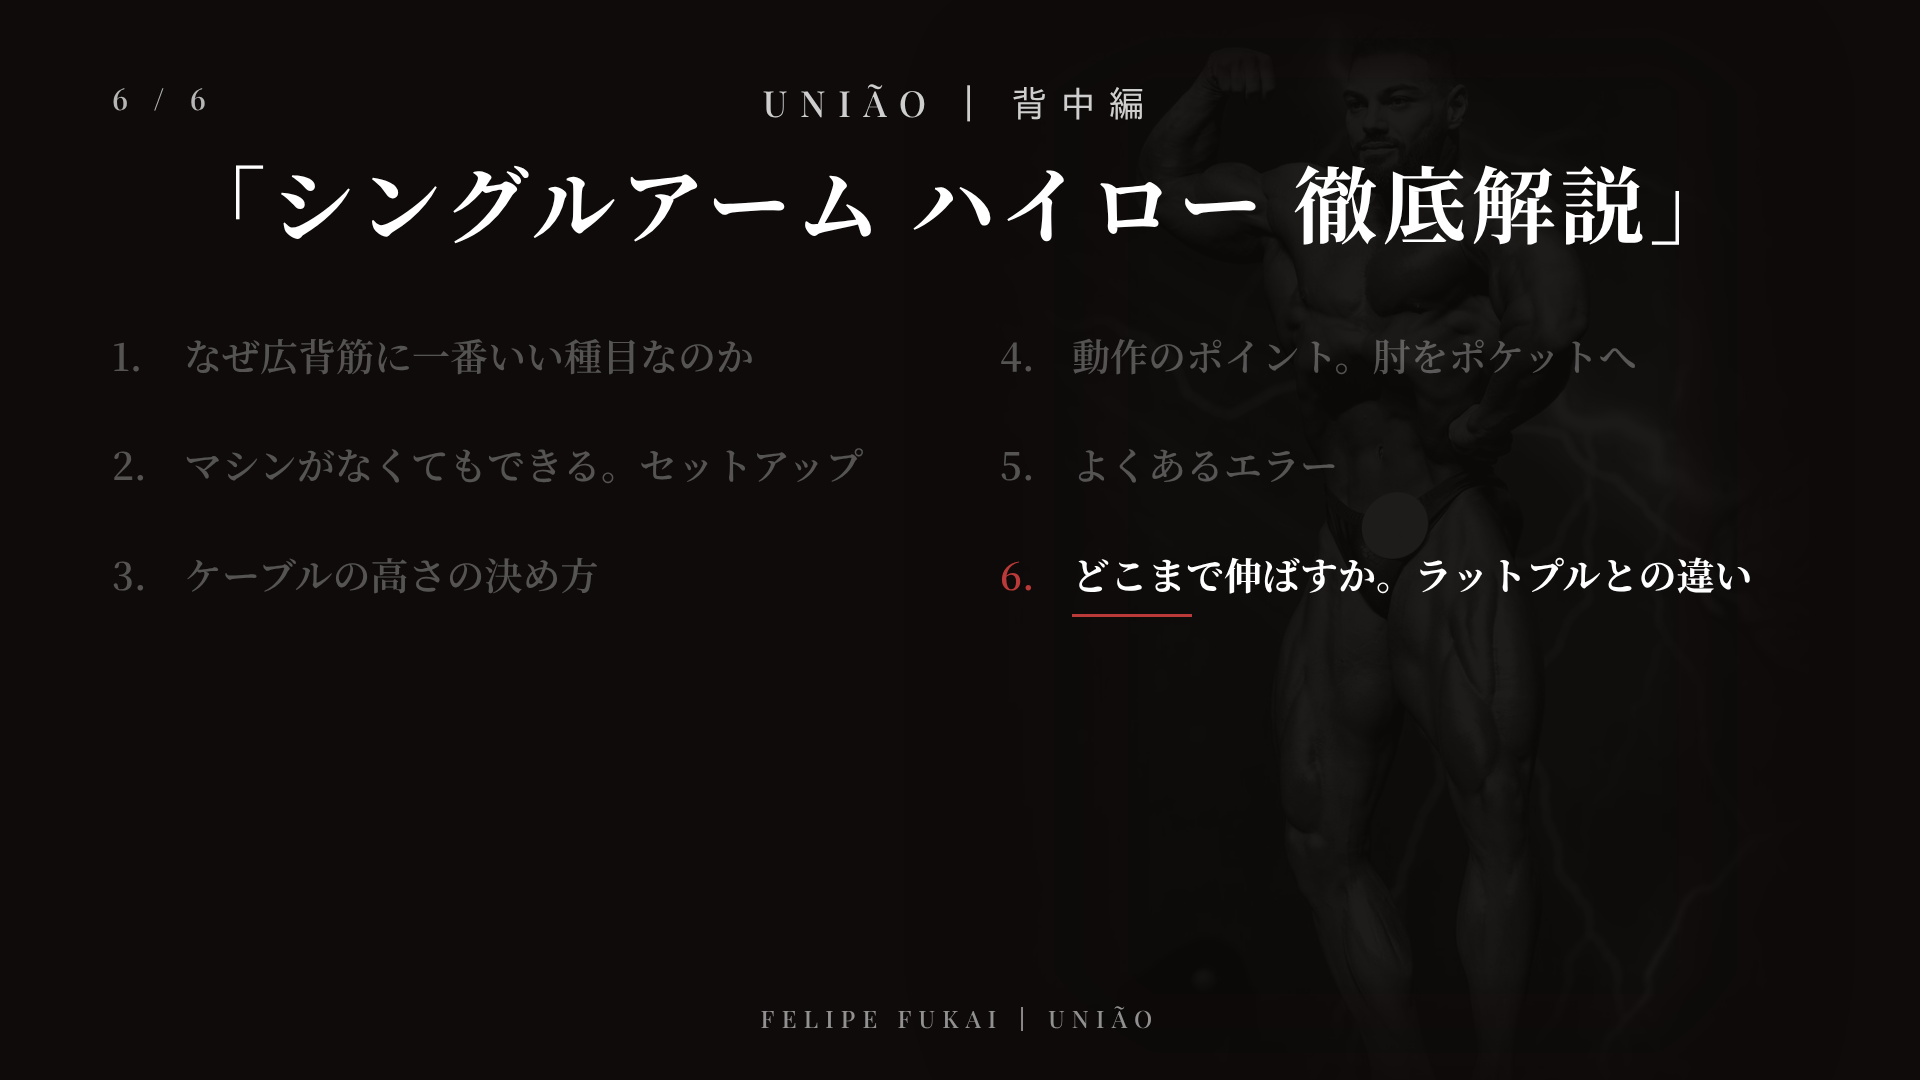 6 / 6
UNIÃO | 背中編
「シングルアーム ハイロー 徹底解説」
1. なぜ広背筋に一番いい種目なのか
2. マシンがなくてもできる。セットアップ
3. ケーブルの高さの決め方
4. 動作のポイント。肘をポケットへ
5. よくあるエラー
6. どこまで伸ばすか。ラットプルとの違い
FELIPE FUKAI | UNIÃO